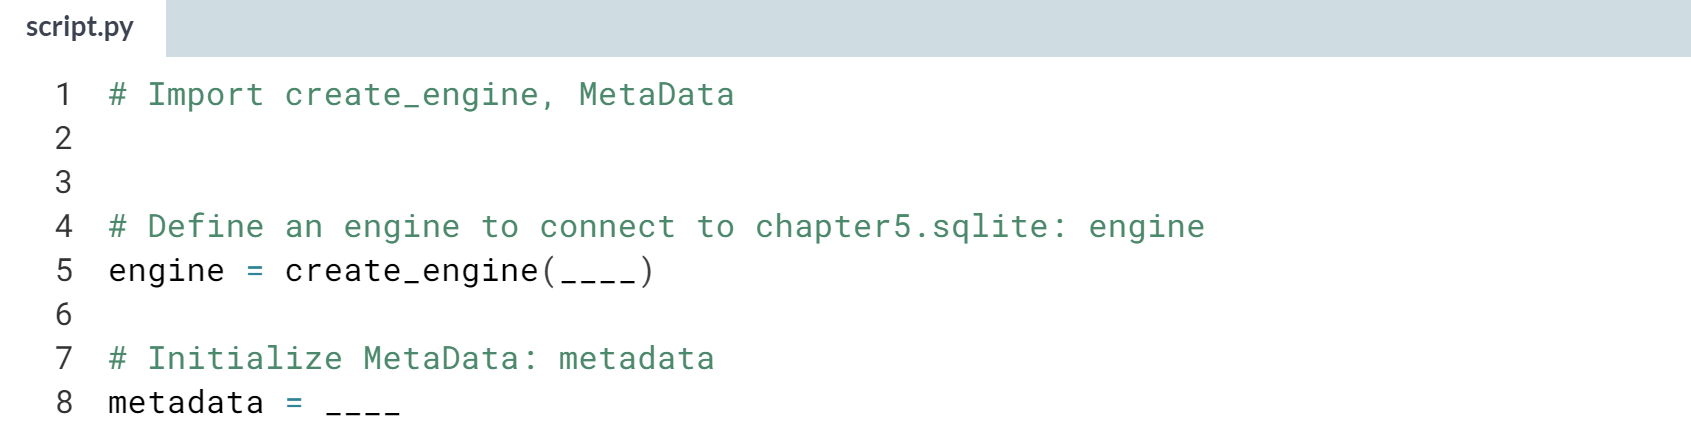 script.py
1 # Import create_engine, MetaData
2
3
4 # Define an engine to connect to chapter5.sqlite: engine
5 engine = create_engine(____)
6
7 # Initialize MetaData: metadata
8 metadata = ____